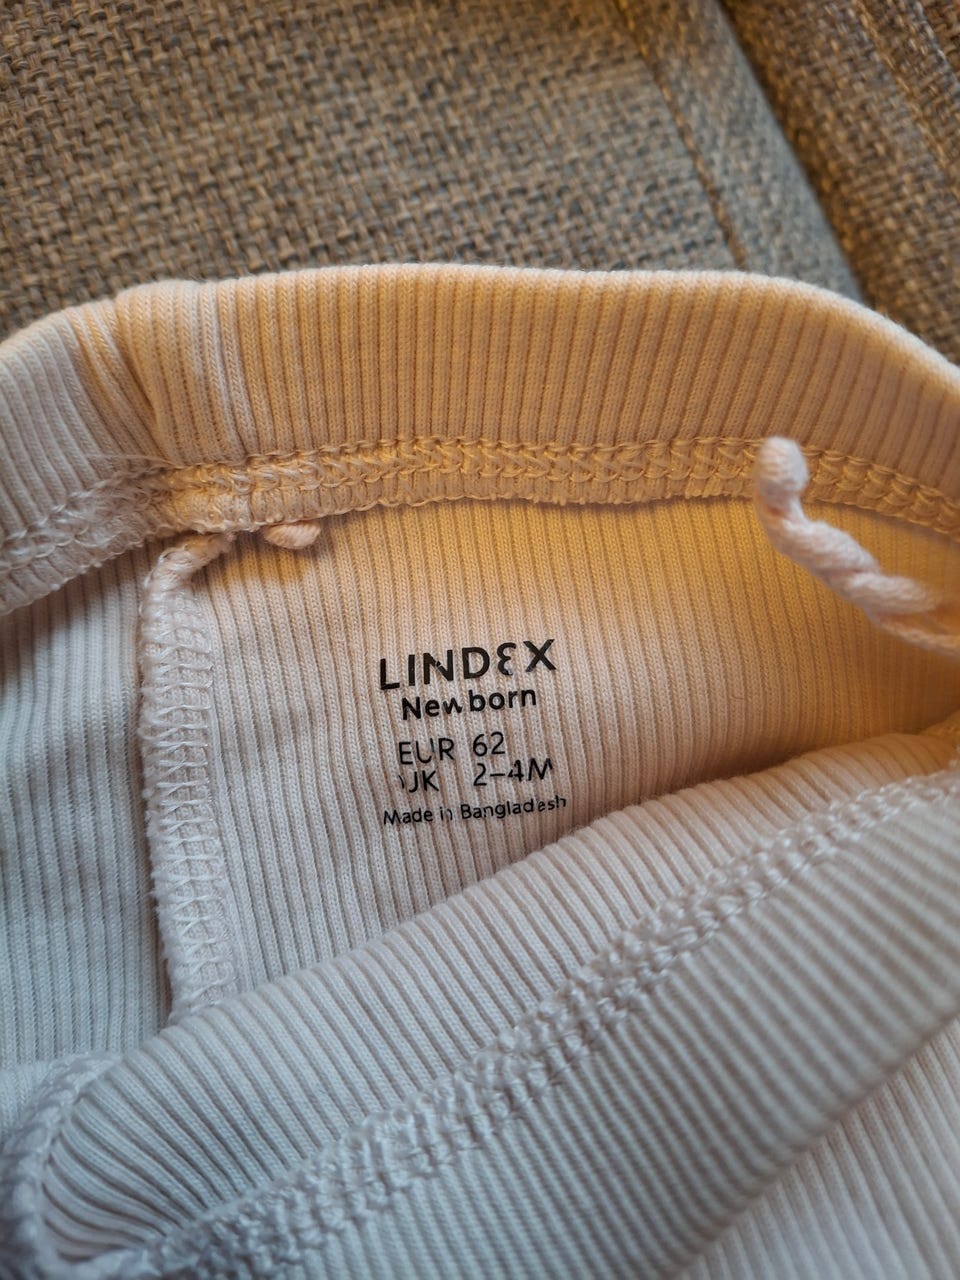 LINDEX
Newborn
EUR 62
UK 2-4M
Made in Bangladesh